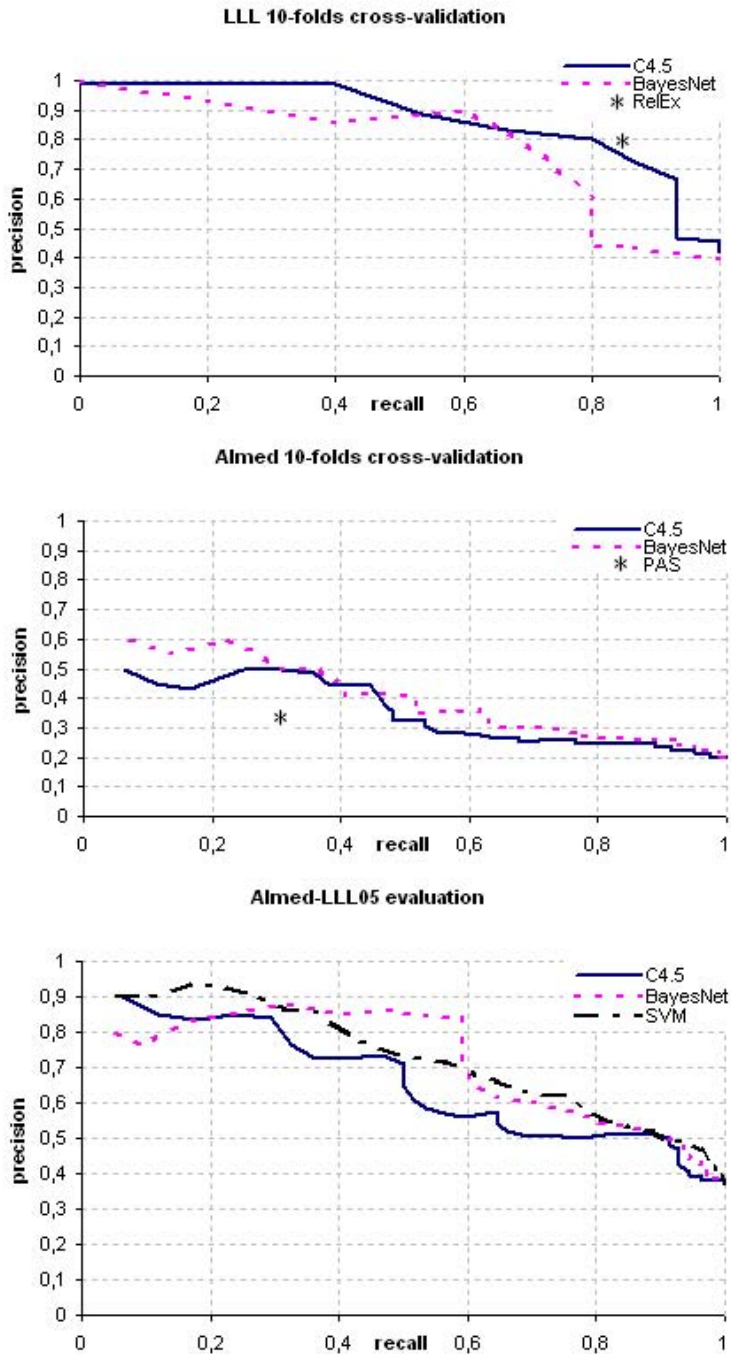 LLL 10-folds cross-validation
C4.5
BayesNet
RelEx
precision
1
0,9
0,8
0,7
0,6
0,5
0,4
0,3
0,2
0,1
0
0 0,2 0,4 recall 0,6 0,8 1
AImed 10-folds cross-validation
C4.5
BayesNet
PAS
precision
1
0,9
0,8
0,7
0,6
0,5
0,4
0,3
0,2
0,1
0
0 0,2 0,4 recall 0,6 0,8 1
AImed-LLL05 evaluation
C4.5
BayesNet
SVM
precision
1
0,9
0,8
0,7
0,6
0,5
0,4
0,3
0,2
0,1
0
0 0,2 0,4 recall 0,6 0,8 1